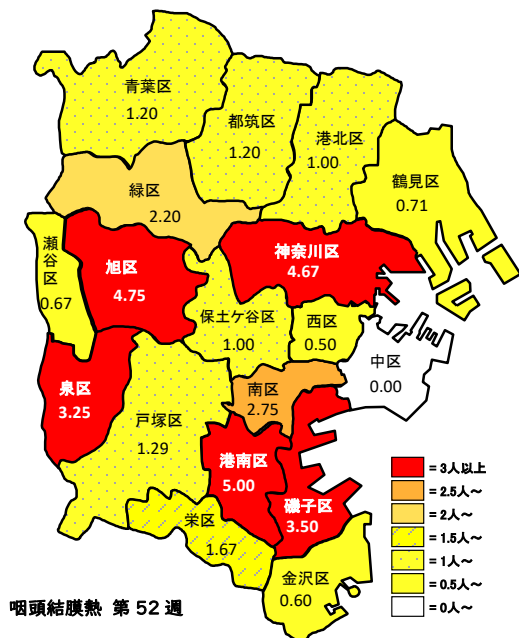 青葉区
1.20
都筑区
1.20
港北区
1.00
鶴見区
0.71
緑区
2.20
瀬谷区
0.67
旭区
4.75
神奈川区
4.67
保土ケ谷区
1.00
西区
0.50
中区
0.00
泉区
3.25
戸塚区
1.29
南区
2.75
港南区
5.00
磯子区
3.50
栄区
1.67
金沢区
0.60
= 3人以上
= 2.5人～
= 2人～
= 1.5人～
= 1人～
= 0.5人～
= 0人～
咽頭結膜熱 第 52 週